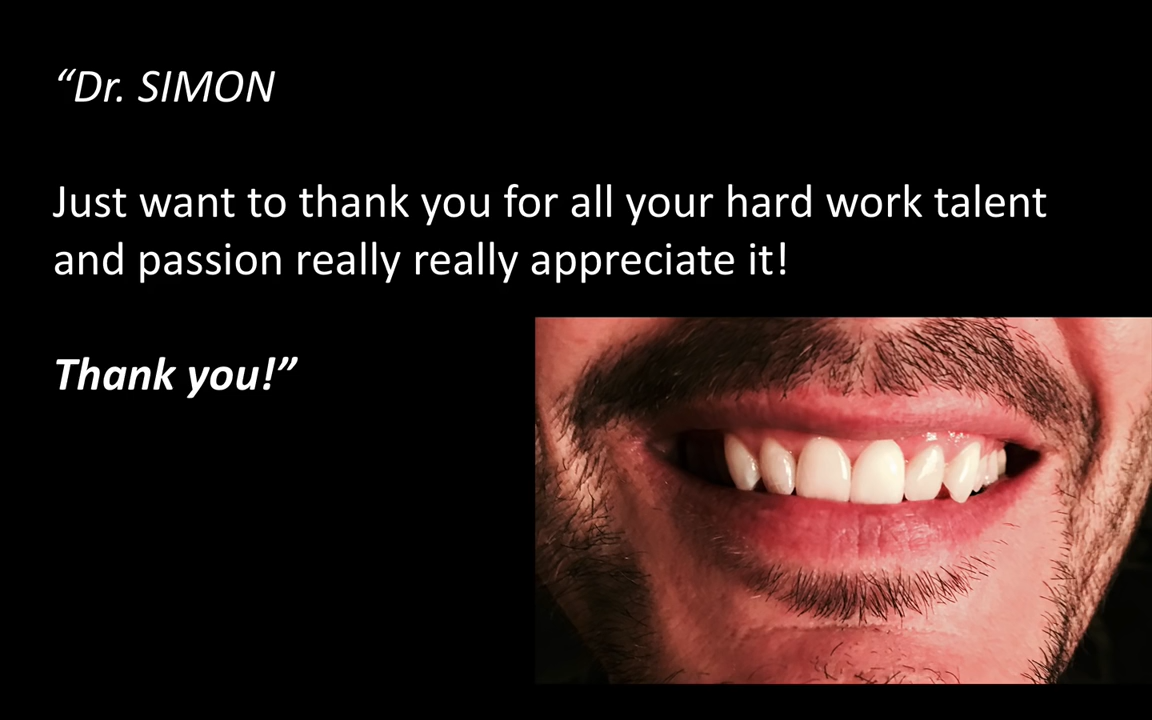 “Dr. SIMON
Just want to thank you for all your hard work talent
and passion really really appreciate it!
Thank you!”